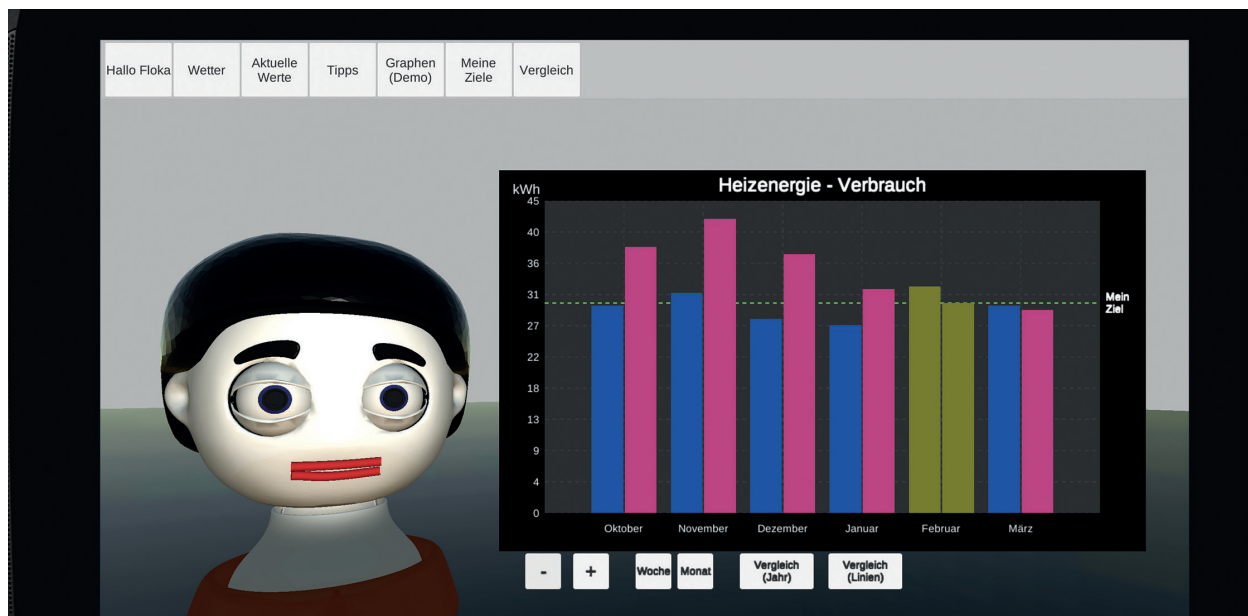 Hallo Floka
Wetter
Aktuelle
Werte
Tipps
Graphen
(Demo)
Meine
Ziele
Vergleich
Heizenergie - Verbrauch
kWh
45
40
36
31
27
22
18
13
9
4
0
Mein
Ziel
Oktober
November
Dezember
Januar
Februar
März
-
+
Woche
Monat
Vergleich
(Jahr)
Vergleich
(Linien)